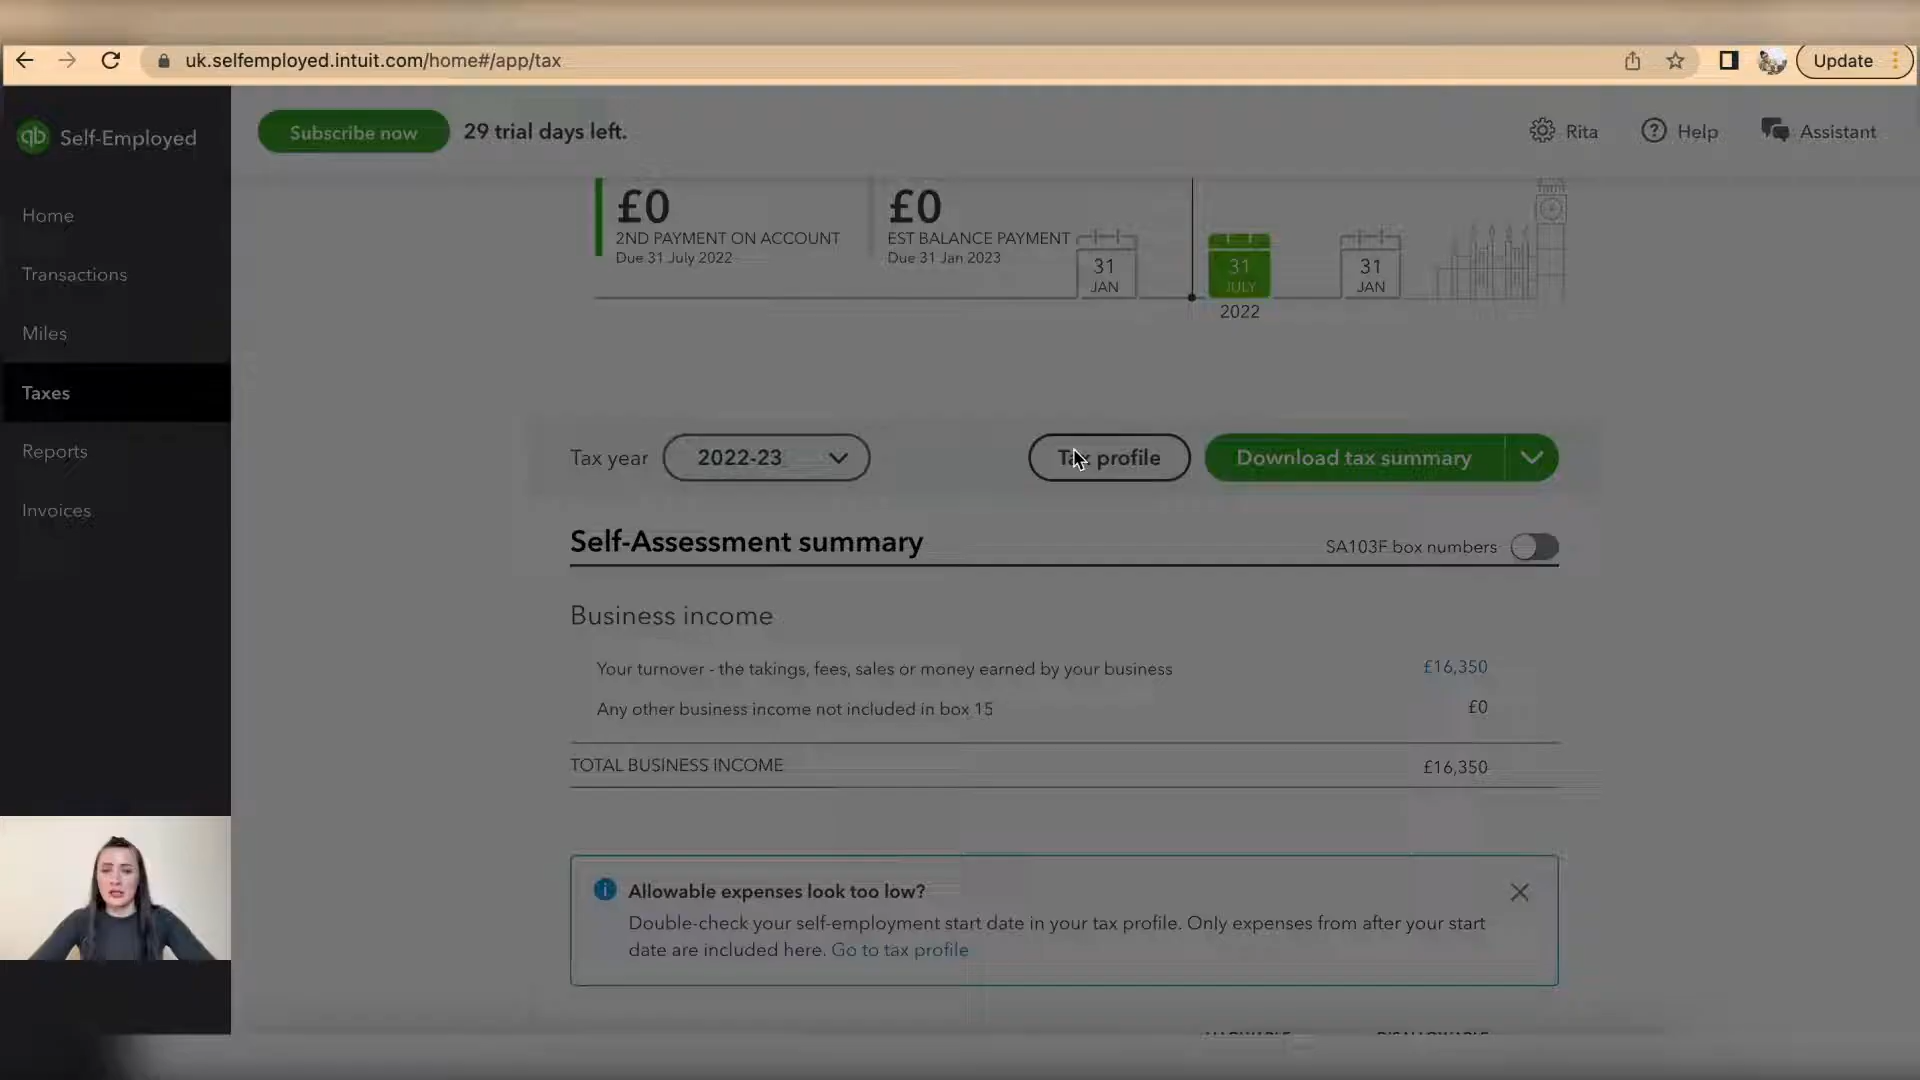 uk.selfemployed.intuit.com/home#/app/tax
Update
qb Self-Employed
Subscribe now
29 trial days left.
Rita
Help
Assistant
Home
Transactions
Miles
Taxes
Reports
Invoices
£0
2ND PAYMENT ON ACCOUNT
Due 31 July 2022
£0
EST BALANCE PAYMENT
Due 31 Jan 2023
31
JAN
31
JULY
2022
31
JAN
Tax year
2022-23
Tax profile
Download tax summary
Self-Assessment summary
SA103F box numbers
Business income
Your turnover - the takings, fees, sales or money earned by your business
£16,350
Any other business income not included in box 15
£0
TOTAL BUSINESS INCOME
£16,350
Allowable expenses look too low?
Double-check your self-employment start date in your tax profile. Only expenses from after your start
date are included here. Go to tax profile